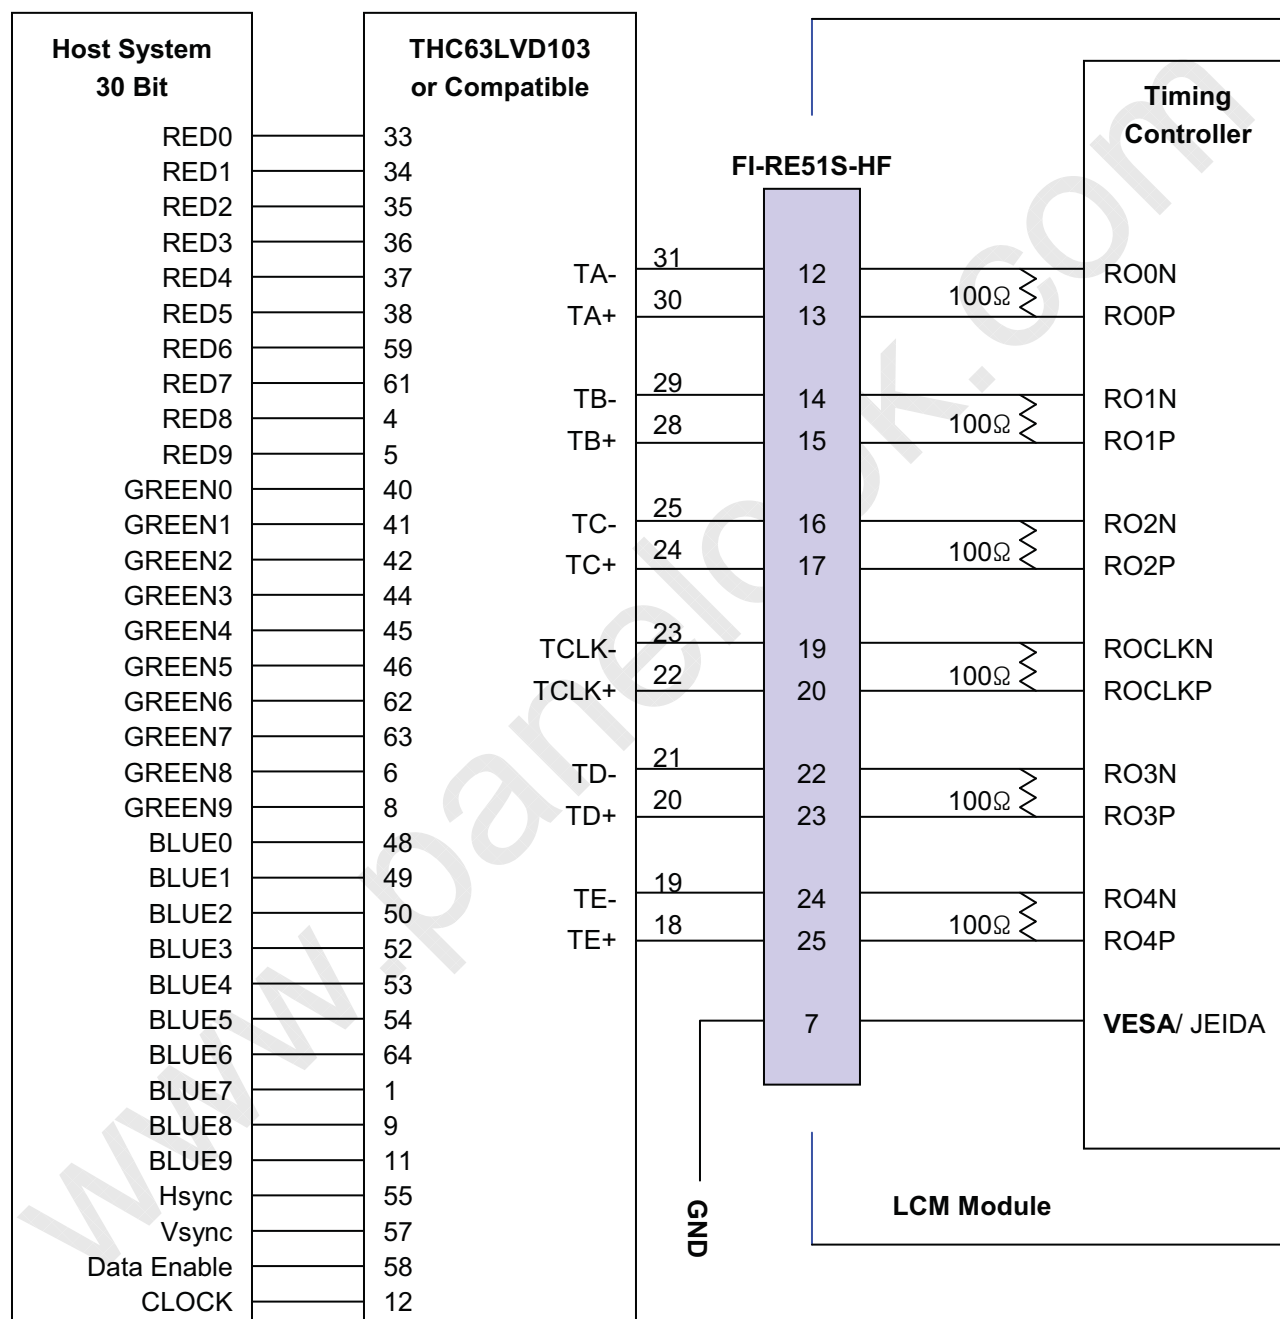 Host System
30 Bit
THC63LVD103
or Compatible
Timing
Controller
FI-RE51S-HF
RED0 33
RED1 34
RED2 35
RED3 36
RED4 37
RED5 38
RED6 59
RED7 61
RED8 4
RED9 5
GREEN0 40
GREEN1 41
GREEN2 42
GREEN3 44
GREEN4 45
GREEN5 46
GREEN6 62
GREEN7 63
GREEN8 6
GREEN9 8
BLUE0 48
BLUE1 49
BLUE2 50
BLUE3 52
BLUE4 53
BLUE5 54
BLUE6 64
BLUE7 1
BLUE8 9
BLUE9 11
Hsync 55
Vsync 57
Data Enable 58
CLOCK 12
TA- 31 12 RO0N
100Ω
TA+ 30 13 RO0P
TB- 29 14 RO1N
100Ω
TB+ 28 15 RO1P
TC- 25 16 RO2N
100Ω
TC+ 24 17 RO2P
TCLK- 23 19 ROCLKN
100Ω
TCLK+ 22 20 ROCLKP
TD- 21 22 RO3N
100Ω
TD+ 20 23 RO3P
TE- 19 24 RO4N
100Ω
TE+ 18 25 RO4P
7 VESA/ JEIDA
GND
LCM Module
www.panelook.com